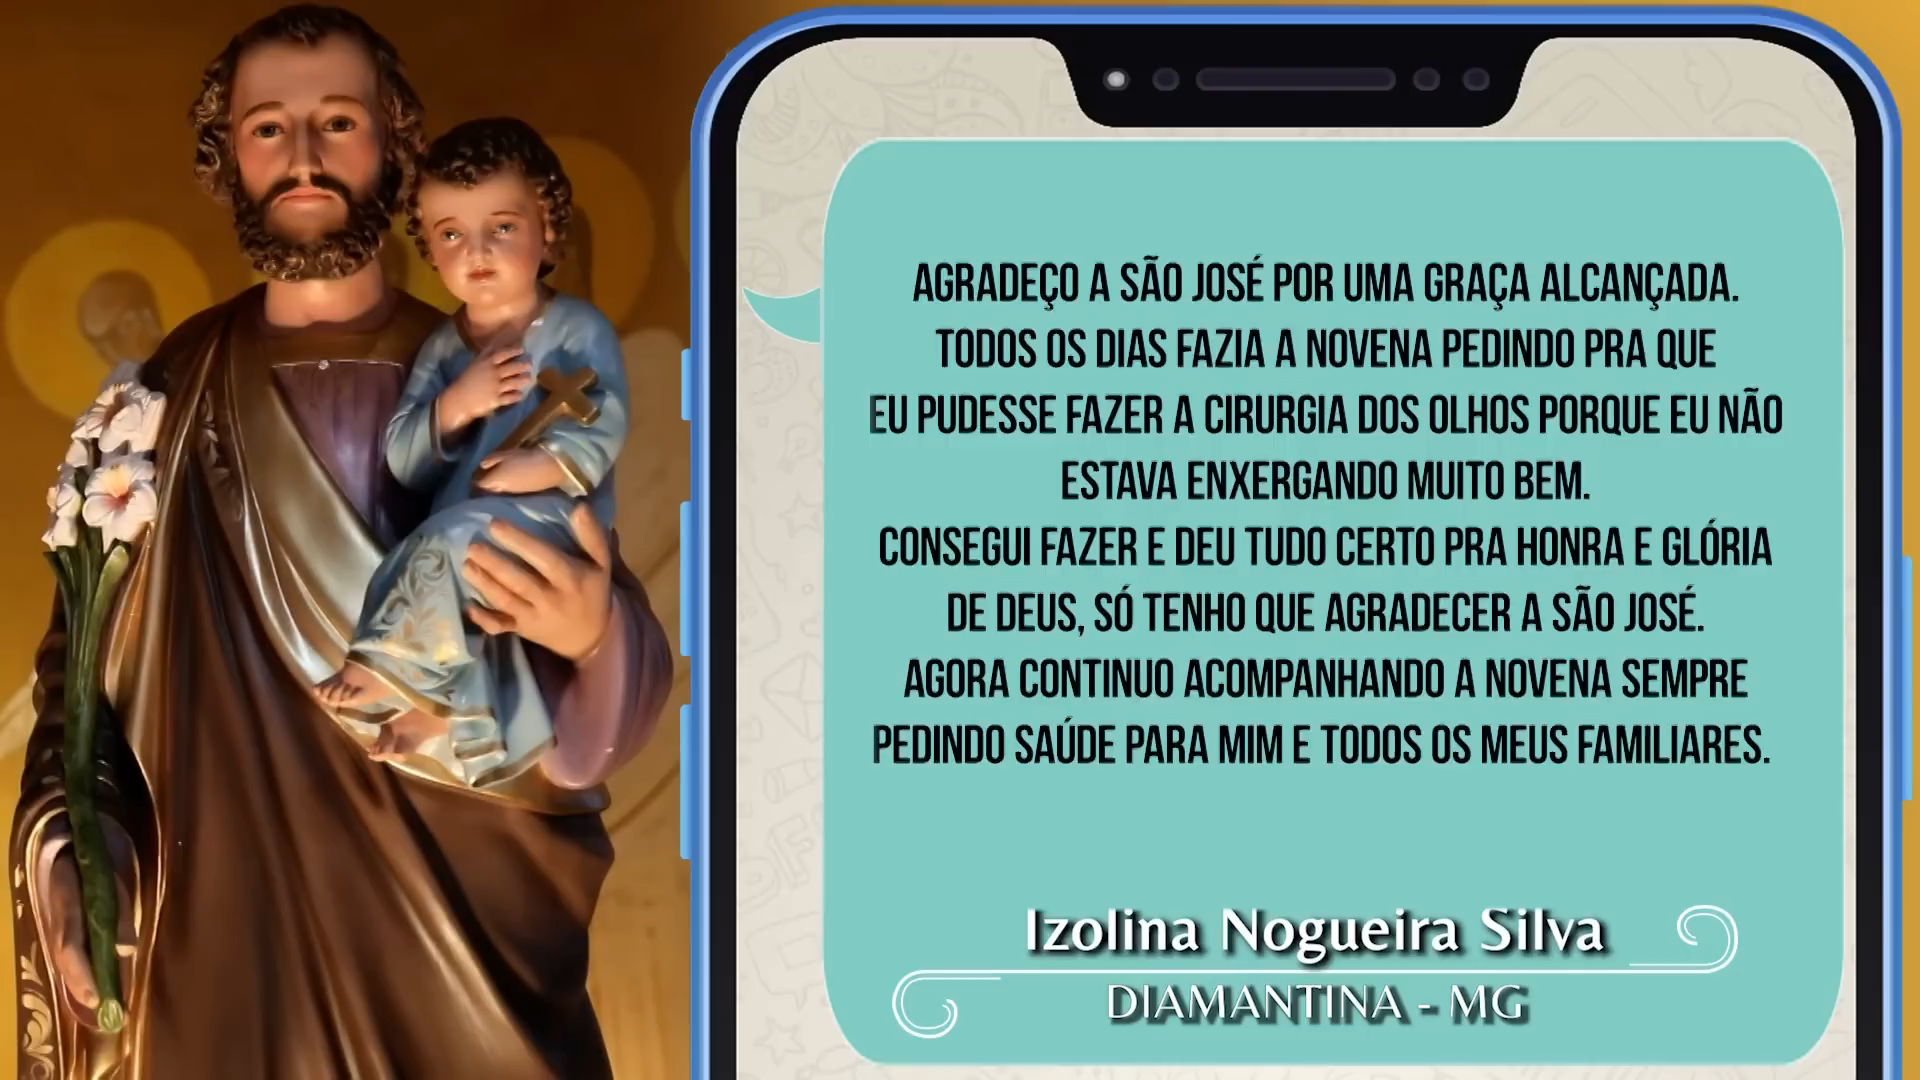 AGRADEÇO A SÃO JOSÉ POR UMA GRAÇA ALCANÇADA.
TODOS OS DIAS FAZIA A NOVENA PEDINDO PRA QUE
EU PUDESSE FAZER A CIRURGIA DOS OLHOS PORQUE EU NÃO
ESTAVA ENXERGANDO MUITO BEM.
CONSEGUI FAZER E DEU TUDO CERTO PRA HONRA E GLÓRIA
DE DEUS, SÓ TENHO QUE AGRADECER A SÃO JOSÉ.
AGORA CONTINUO ACOMPANHANDO A NOVENA SEMPRE
PEDINDO SAÚDE PARA MIM E TODOS OS MEUS FAMILIARES.
Izolina Nogueira Silva
DIAMANTINA - MG